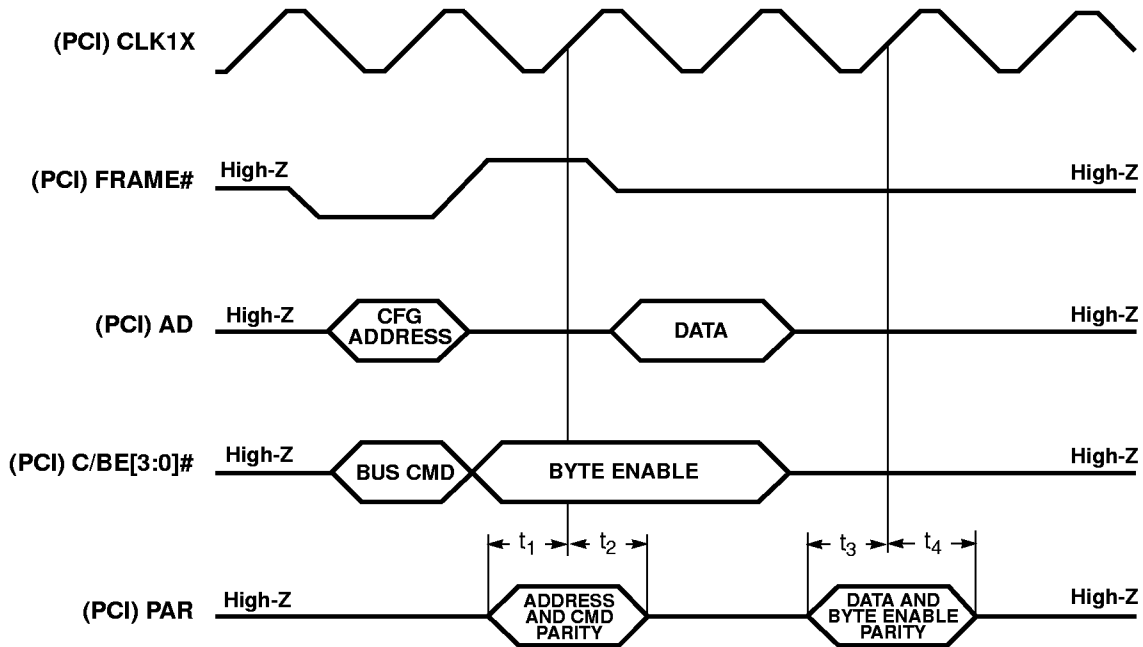 (PCI) CLK1X
(PCI) FRAME#
High-Z
High-Z
(PCI) AD
High-Z
CFG
ADDRESS
DATA
High-Z
(PCI) C/BE[3:0]#
High-Z
BUS CMD
BYTE ENABLE
High-Z
t1
t2
t3
t4
(PCI) PAR
High-Z
ADDRESS
AND CMD
PARITY
DATA AND
BYTE ENABLE
PARITY
High-Z